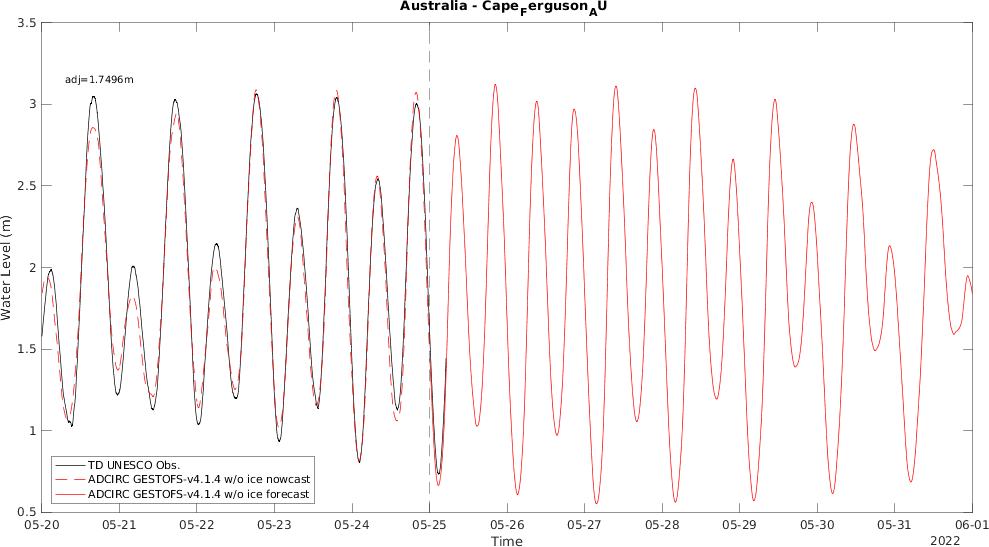 Australia - Cape_Ferguson_AU
adj=1.7496m
3.5
3
2.5
2
1.5
1
0.5
Water Level (m)
TD UNESCO Obs.
ADCIRC GESTOFS-v4.1.4 w/o ice nowcast
ADCIRC GESTOFS-v4.1.4 w/o ice forecast
05-20 05-21 05-22 05-23 05-24 05-25 05-26 05-27 05-28 05-29 05-30 05-31 06-01
Time
2022